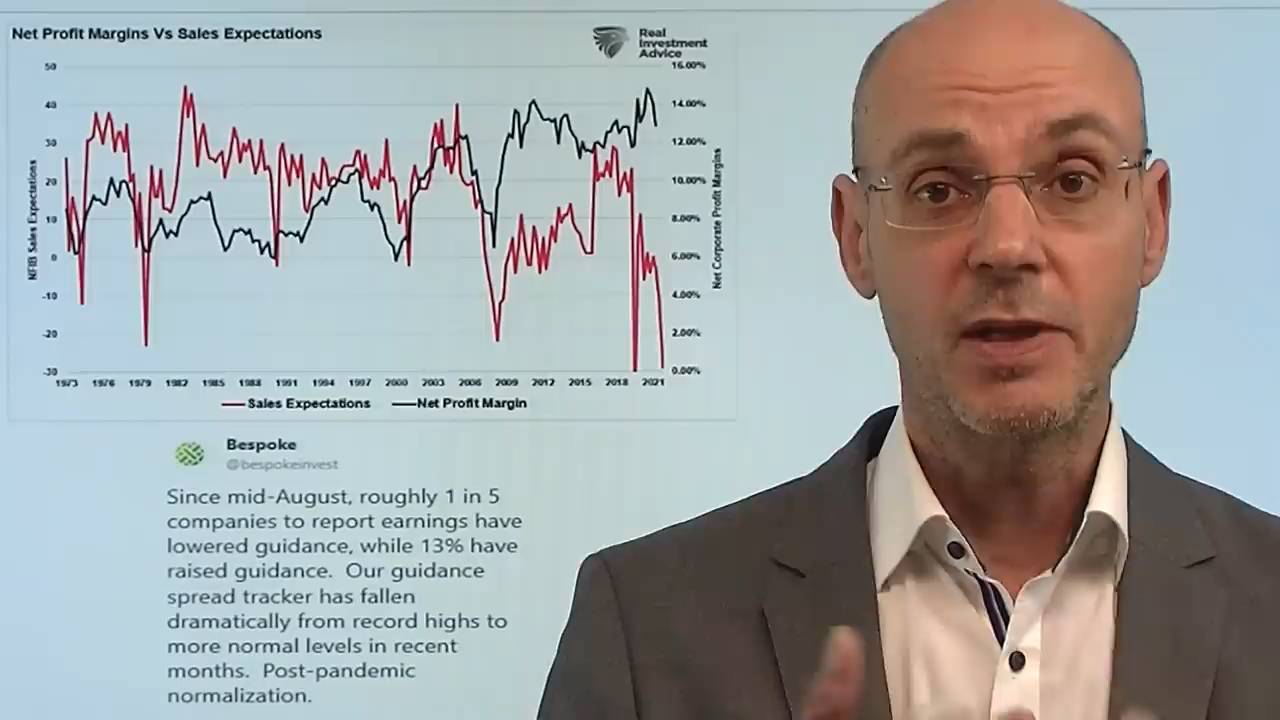 Net Profit Margins Vs Sales Expectations
Real
Investment
Advice
50
40
30
20
10
0
-10
-20
-30
16.00%
14.00%
12.00%
10.00%
8.00%
6.00%
4.00%
2.00%
0.00%
NFIB Sales Expectations
Net Corporate Profit Margins
1973 1976 1979 1982 1985 1988 1991 1994 1997 2000 2003 2006 2009 2012 2015 2018 2021
Sales Expectations Net Profit Margin
Bespoke
@bespokeinvest
Since mid-August, roughly 1 in 5
companies to report earnings have
lowered guidance, while 13% have
raised guidance. Our guidance
spread tracker has fallen
dramatically from record highs to
more normal levels in recent
months. Post-pandemic
normalization.